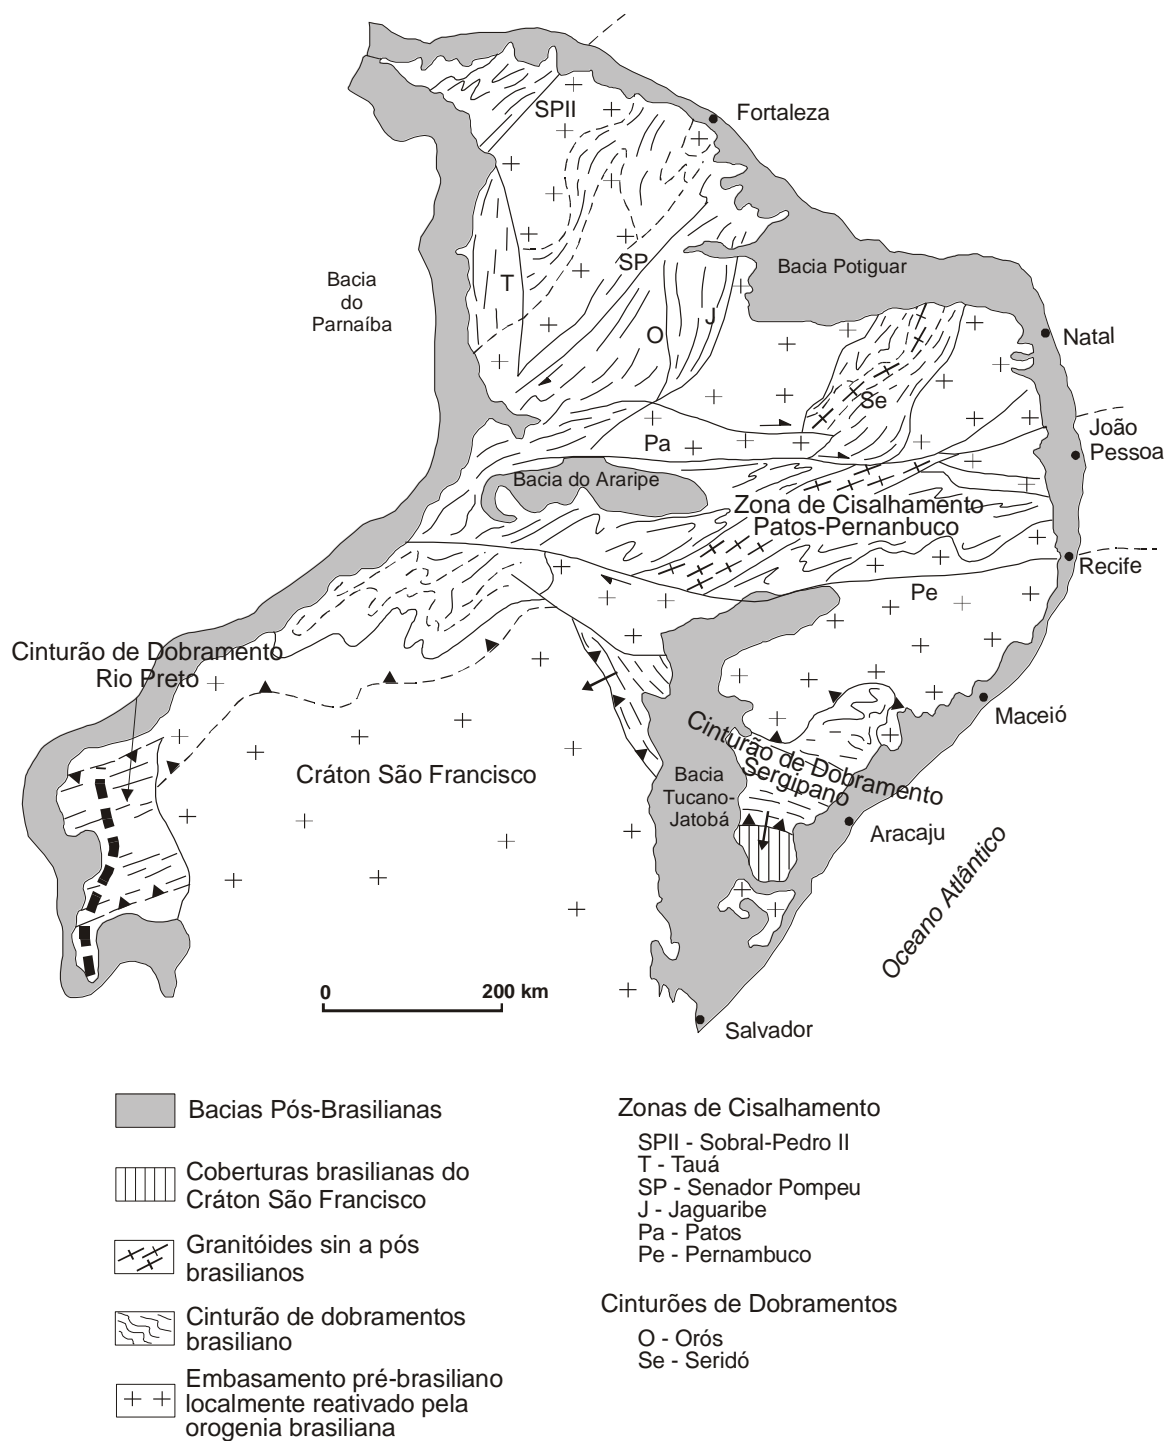 SPII
Fortaleza
SP
Bacia Potiguar
Bacia
do
Parnaíba
T
J
O
Natal
Se
Pa
João
Pessoa
Bacia do Araripe
Zona de Cisalhamento
Patos-Pernanbuco
Recife
Pe
Cinturão de Dobramento
Rio Preto
Maceió
Cinturão de Dobramento
Sergipano
Cráton São Francisco
Bacia
Tucano-
Jatobá
Aracaju
Oceano Atlântico
0
200 km
Salvador
Bacias Pós-Brasilianas
Coberturas brasilianas do
Cráton São Francisco
Granitóides sin a pós
brasilianos
Cinturão de dobramentos
brasiliano
Embasamento pré-brasiliano
localmente reativado pela
orogenia brasiliana
Zonas de Cisalhamento
SPII - Sobral-Pedro II
T - Tauá
SP - Senador Pompeu
J - Jaguaribe
Pa - Patos
Pe - Pernambuco
Cinturões de Dobramentos
O - Orós
Se - Seridó